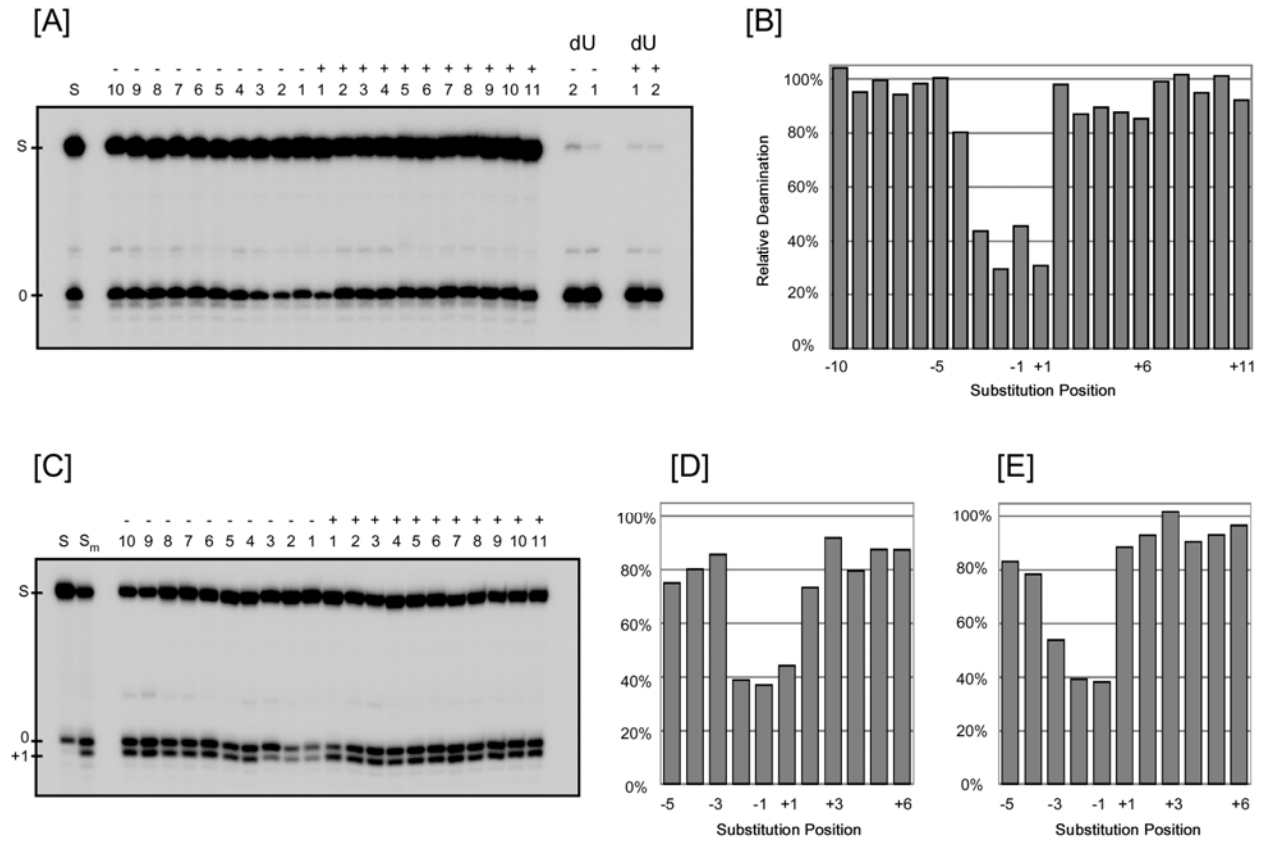 [A]
dU dU
- - - - - - - - - - + + + + + + + + + + + - - + +
S 10 9 8 7 6 5 4 3 2 1 1 2 3 4 5 6 7 8 9 10 11 2 1 1 2
S
0
[B]
100%
80%
60%
40%
20%
0%
Relative Deamination
-10 -5 -1 +1 +6 +11
Substitution Position
[C]
- - - - - - - - - - + + + + + + + + + + +
S Sm 10 9 8 7 6 5 4 3 2 1 1 2 3 4 5 6 7 8 9 10 11
S
0
+1
[D]
100%
80%
60%
40%
20%
0%
-5 -3 -1 +1 +3 +6
Substitution Position
[E]
100%
80%
60%
40%
20%
0%
-5 -3 -1 +1 +3 +6
Substitution Position